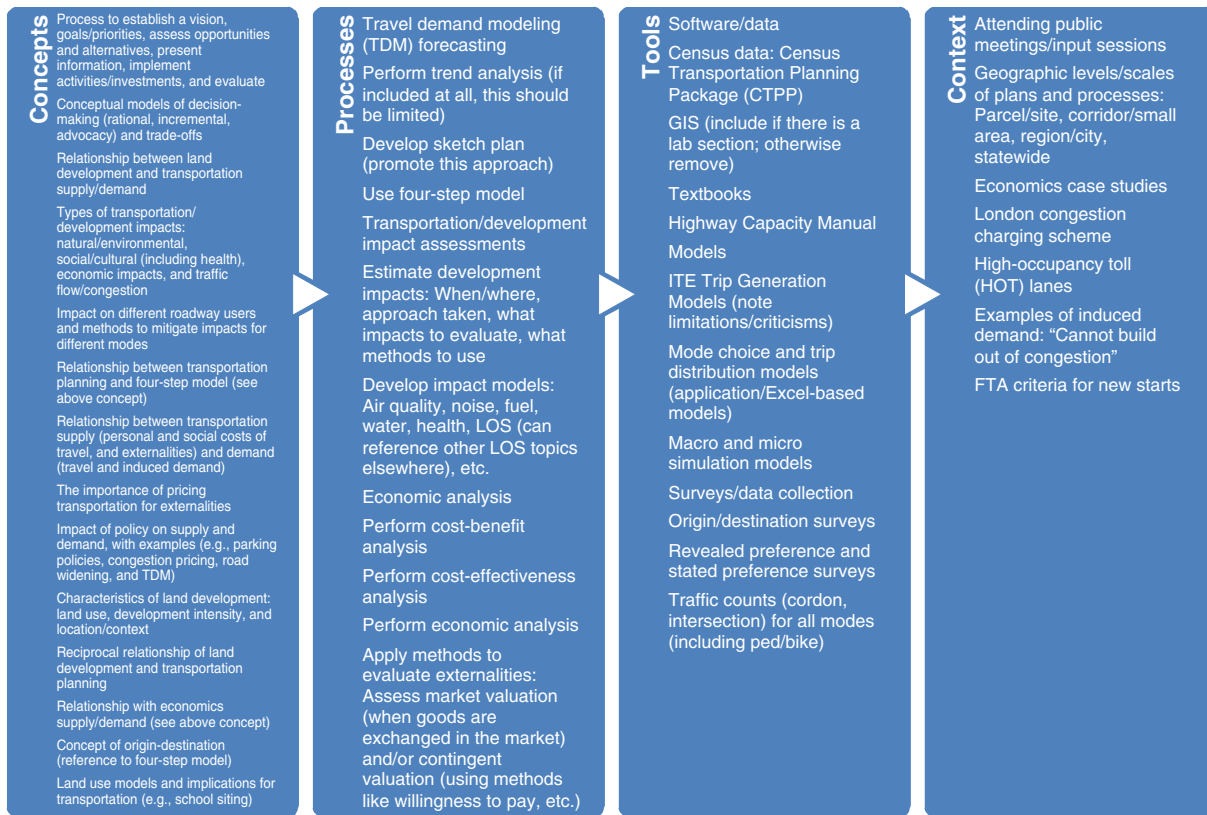 Concepts
Process to establish a vision,
goals/priorities, assess opportunities
and alternatives, present
information, implement
activities/investments, and evaluate
Conceptual models of decision-
making (rational, incremental,
advocacy) and trade-offs
Relationship between land
development and transportation
supply/demand
Types of transportation/
development impacts:
natural/environmental,
social/cultural (including health),
economic impacts, and traffic
flow/congestion
Impact on different roadway users
and methods to mitigate impacts for
different modes
Relationship between transportation
planning and four-step model (see
above concept)
Relationship between transportation
supply (personal and social costs of
travel, and externalities) and demand
(travel and induced demand)
The importance of pricing
transportation for externalities
Impact of policy on supply and
demand, with examples (e.g., parking
policies, congestion pricing, road
widening, and TDM)
Characteristics of land development:
land use, development intensity, and
location/context
Reciprocal relationship of land
development and transportation
planning
Relationship with economics
supply/demand (see above concept)
Concept of origin-destination
(reference to four-step model)
Land use models and implications for
transportation (e.g., school siting)
Processes
Travel demand modeling
(TDM) forecasting
Perform trend analysis (if
included at all, this should
be limited)
Develop sketch plan
(promote this approach)
Use four-step model
Transportation/development
impact assessments
Estimate development
impacts: When/where,
approach taken, what
impacts to evaluate, what
methods to use
Develop impact models:
Air quality, noise, fuel,
water, health, LOS (can
reference other LOS topics
elsewhere), etc.
Economic analysis
Perform cost-benefit
analysis
Perform cost-effectiveness
analysis
Perform economic analysis
Apply methods to
evaluate externalities:
Assess market valuation
(when goods are
exchanged in the market)
and/or contingent
valuation (using methods
like willingness to pay, etc.)
Tools
Software/data
Census data: Census
Transportation Planning
Package (CTPP)
GIS (include if there is a
lab section; otherwise
remove)
Textbooks
Highway Capacity Manual
Models
ITE Trip Generation
Models (note
limitations/criticisms)
Mode choice and trip
distribution models
(application/Excel-based
models)
Macro and micro
simulation models
Surveys/data collection
Origin/destination surveys
Revealed preference and
stated preference surveys
Traffic counts (cordon,
intersection) for all modes
(including ped/bike)
Context
Attending public
meetings/input sessions
Geographic levels/scales
of plans and processes:
Parcel/site, corridor/small
area, region/city,
statewide
Economics case studies
London congestion
charging scheme
High-occupancy toll
(HOT) lanes
Examples of induced
demand: “Cannot build
out of congestion”
FTA criteria for new starts